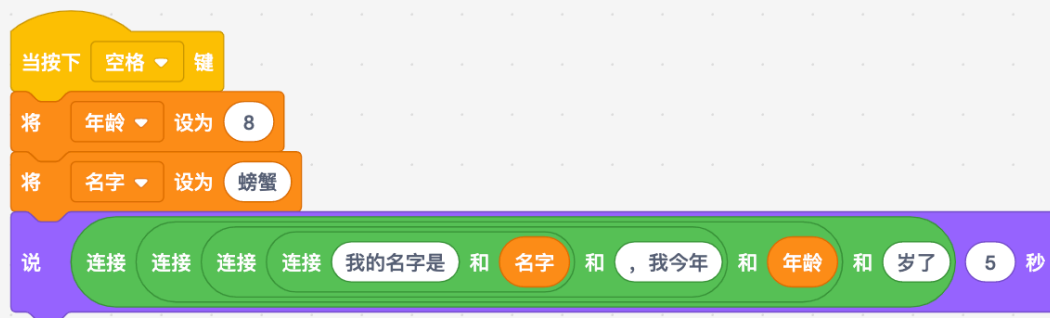 当按下 空格 键
将 年龄 设为 8
将 名字 设为 螃蟹
说 连接 连接 连接 连接 我的名字是 和 名字 和 ，我今年 和 年龄 和 岁了 5 秒